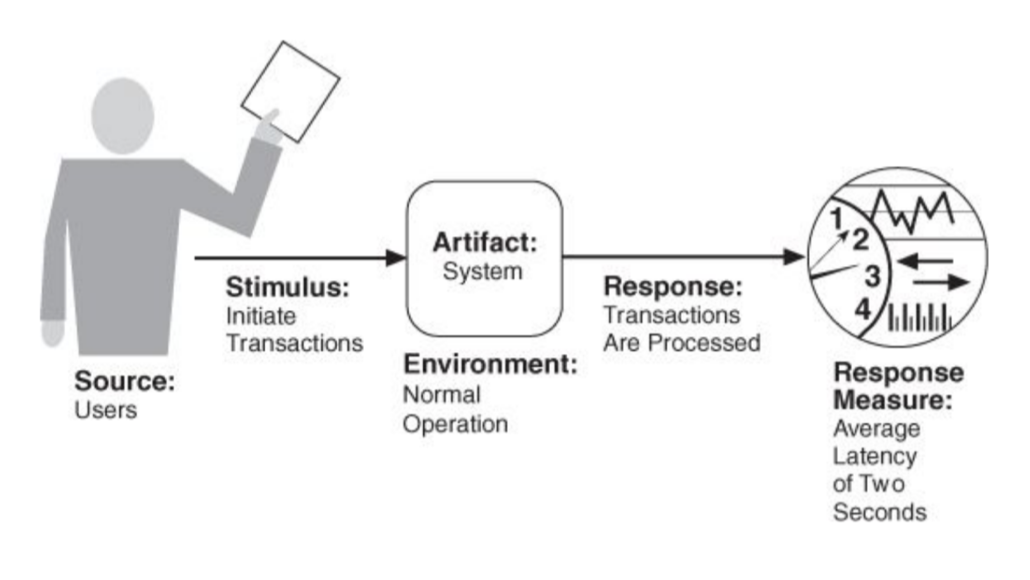 Source:
Users
Stimulus:
Initiate
Transactions
Artifact:
System
Environment:
Normal
Operation
Response:
Transactions
Are Processed
1
2
3
4
Response
Measure:
Average
Latency
of Two
Seconds